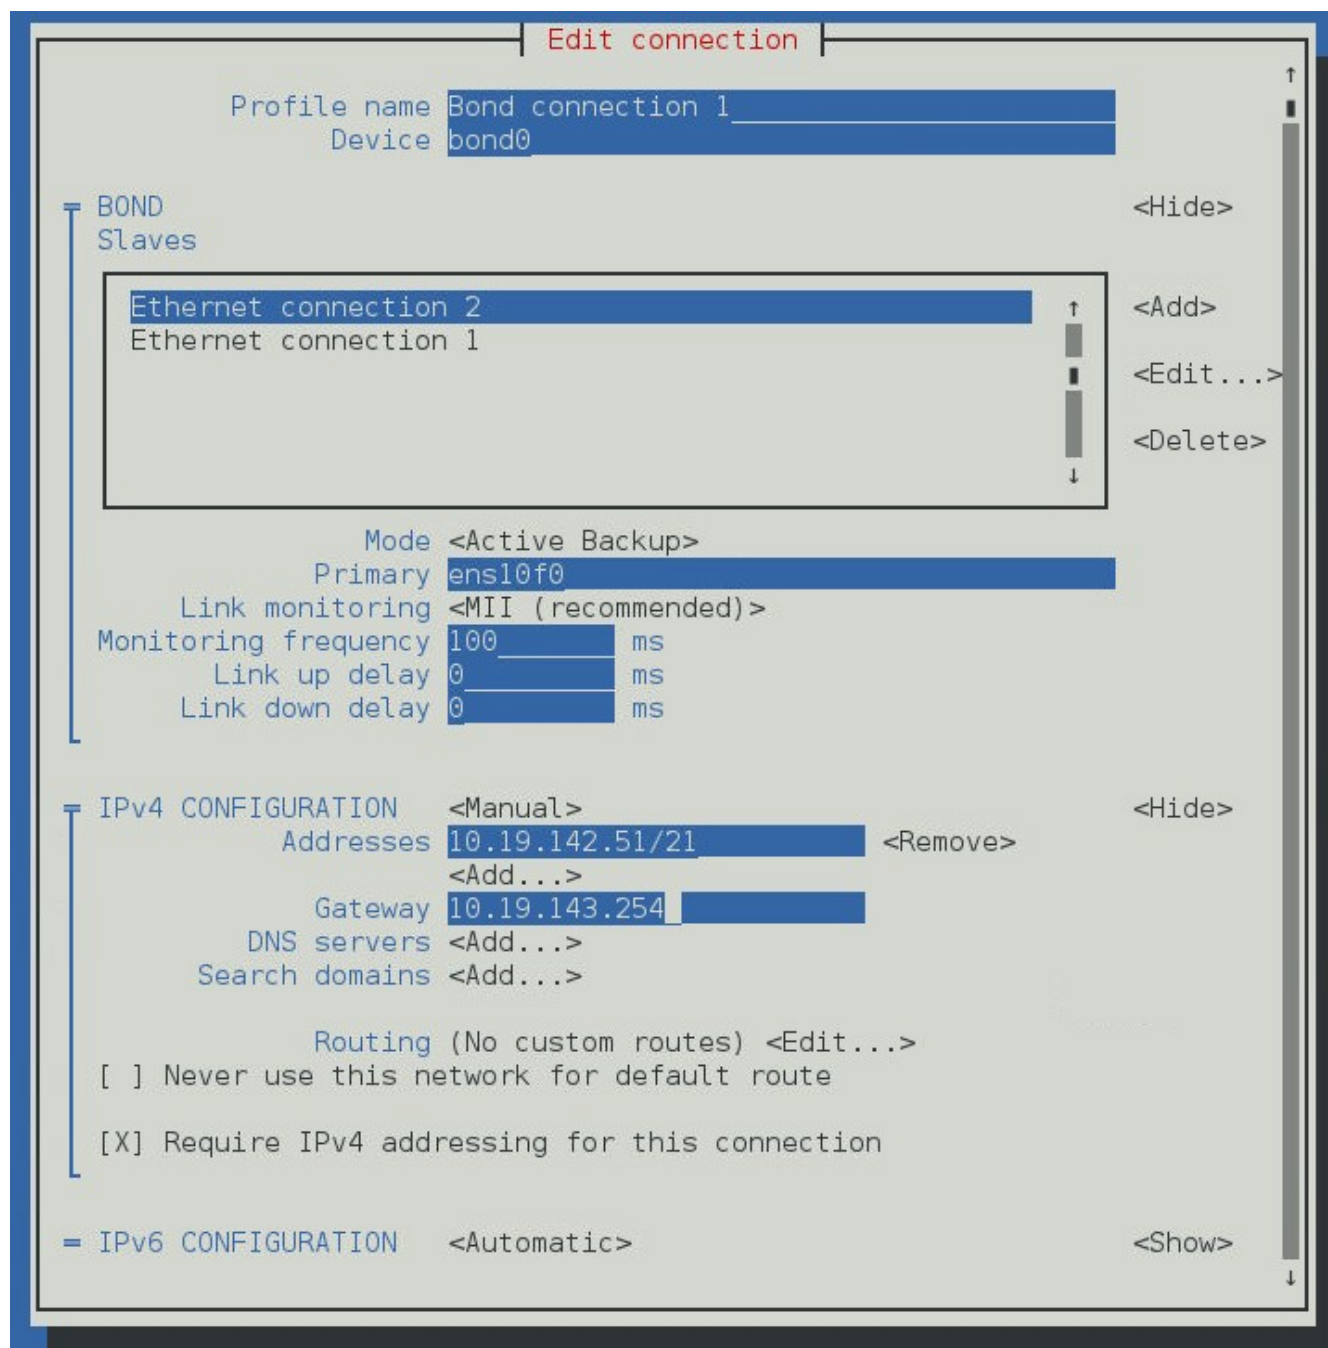 Edit connection
Profile name Bond connection 1
Device bond0
BOND <Hide>
Slaves
Ethernet connection 2 <Add>
Ethernet connection 1
<Edit...>
<Delete>
Mode <Active Backup>
Primary ens10f0
Link monitoring <MII (recommended)>
Monitoring frequency 100 ms
Link up delay 0 ms
Link down delay 0 ms
IPv4 CONFIGURATION <Manual> <Hide>
Addresses 10.19.142.51/21 <Remove>
<Add...>
Gateway 10.19.143.254
DNS servers <Add...>
Search domains <Add...>
Routing (No custom routes) <Edit...>
[ ] Never use this network for default route
[X] Require IPv4 addressing for this connection
IPv6 CONFIGURATION <Automatic> <Show>